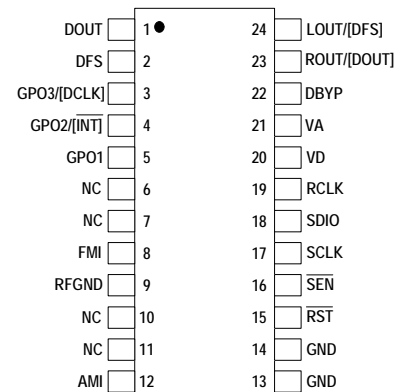 DOUT 1 24 LOUT/[DFS]
DFS 2 23 ROUT/[DOUT]
GPO3/[DCLK] 3 22 DBYP
GPO2/[INT] 4 21 VA
GPO1 5 20 VD
NC 6 19 RCLK
NC 7 18 SDIO
FMI 8 17 SCLK
RFGND 9 16 SEN
NC 10 15 RST
NC 11 14 GND
AMI 12 13 GND